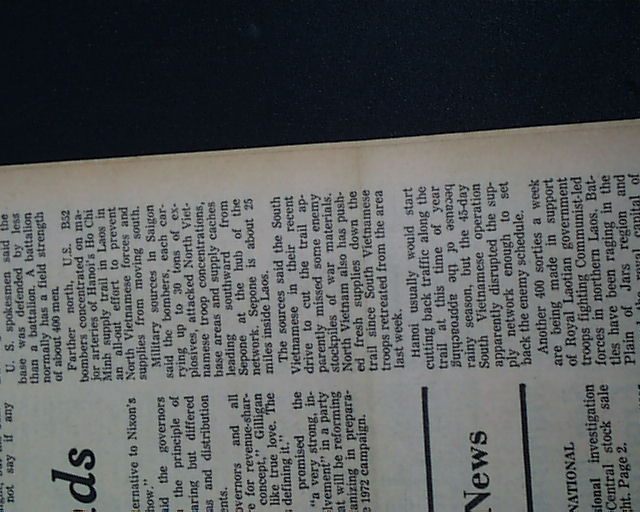 U. S. spokesmen said the
base was defended by less
than a battalion. A battalion
normally has a field strength
of about 400 men.
Farther north, U.S. B52
bombers concentrated on ma-
jor arteries of Hanoi's Ho Chi
Minh supply trail in Laos in
an all-out effort to prevent
North Vietnamese forces and
supplies from moving south.
Military sources in Saigon
said the bombers, each car-
rying up to 30 tons of ex-
plosives, attacked North Viet-
namese troop concentrations,
base areas and supply caches
leading southward from
Sepone at the hub of the
network. Sepone is about 25
miles inside Laos.
The sources said the South
Vietnamese in their recent
drive to cut the trail ap-
parently missed some enemy
stockpiles of war materials.
North Vietnam also has push-
ed fresh supplies down the
trail since South Vietnamese
troops retreated from the area
last week.
Hanoi usually would start
cutting back traffic along the
trail at this time of year
because of the approaching
rainy season, but the 45-day
South Vietnamese operation
apparently disrupted the sup-
ply network enough to set
back the enemy schedule.
Another 400 sorties a week
are being made in support
of Royal Laotian government
troops fighting Communist-led
forces in northern Laos. Bat-
tles have been raging in the
Plain of Jars region and
not say if any
ds
ernative to Nixon's
how."
aid the governors
the principle of
aring but differed
as and distribution
ents.
overnors and all
e for revenue-shar-
concept," Gilligan
like true love. The
defining it."
promised the
"a very strong, in-
lvement" in a party
at will be reforming
anizing in prepara-
e 1972 campaign.
News
NATIONAL
sional investigation
Central stock sale
ht. Page 2.